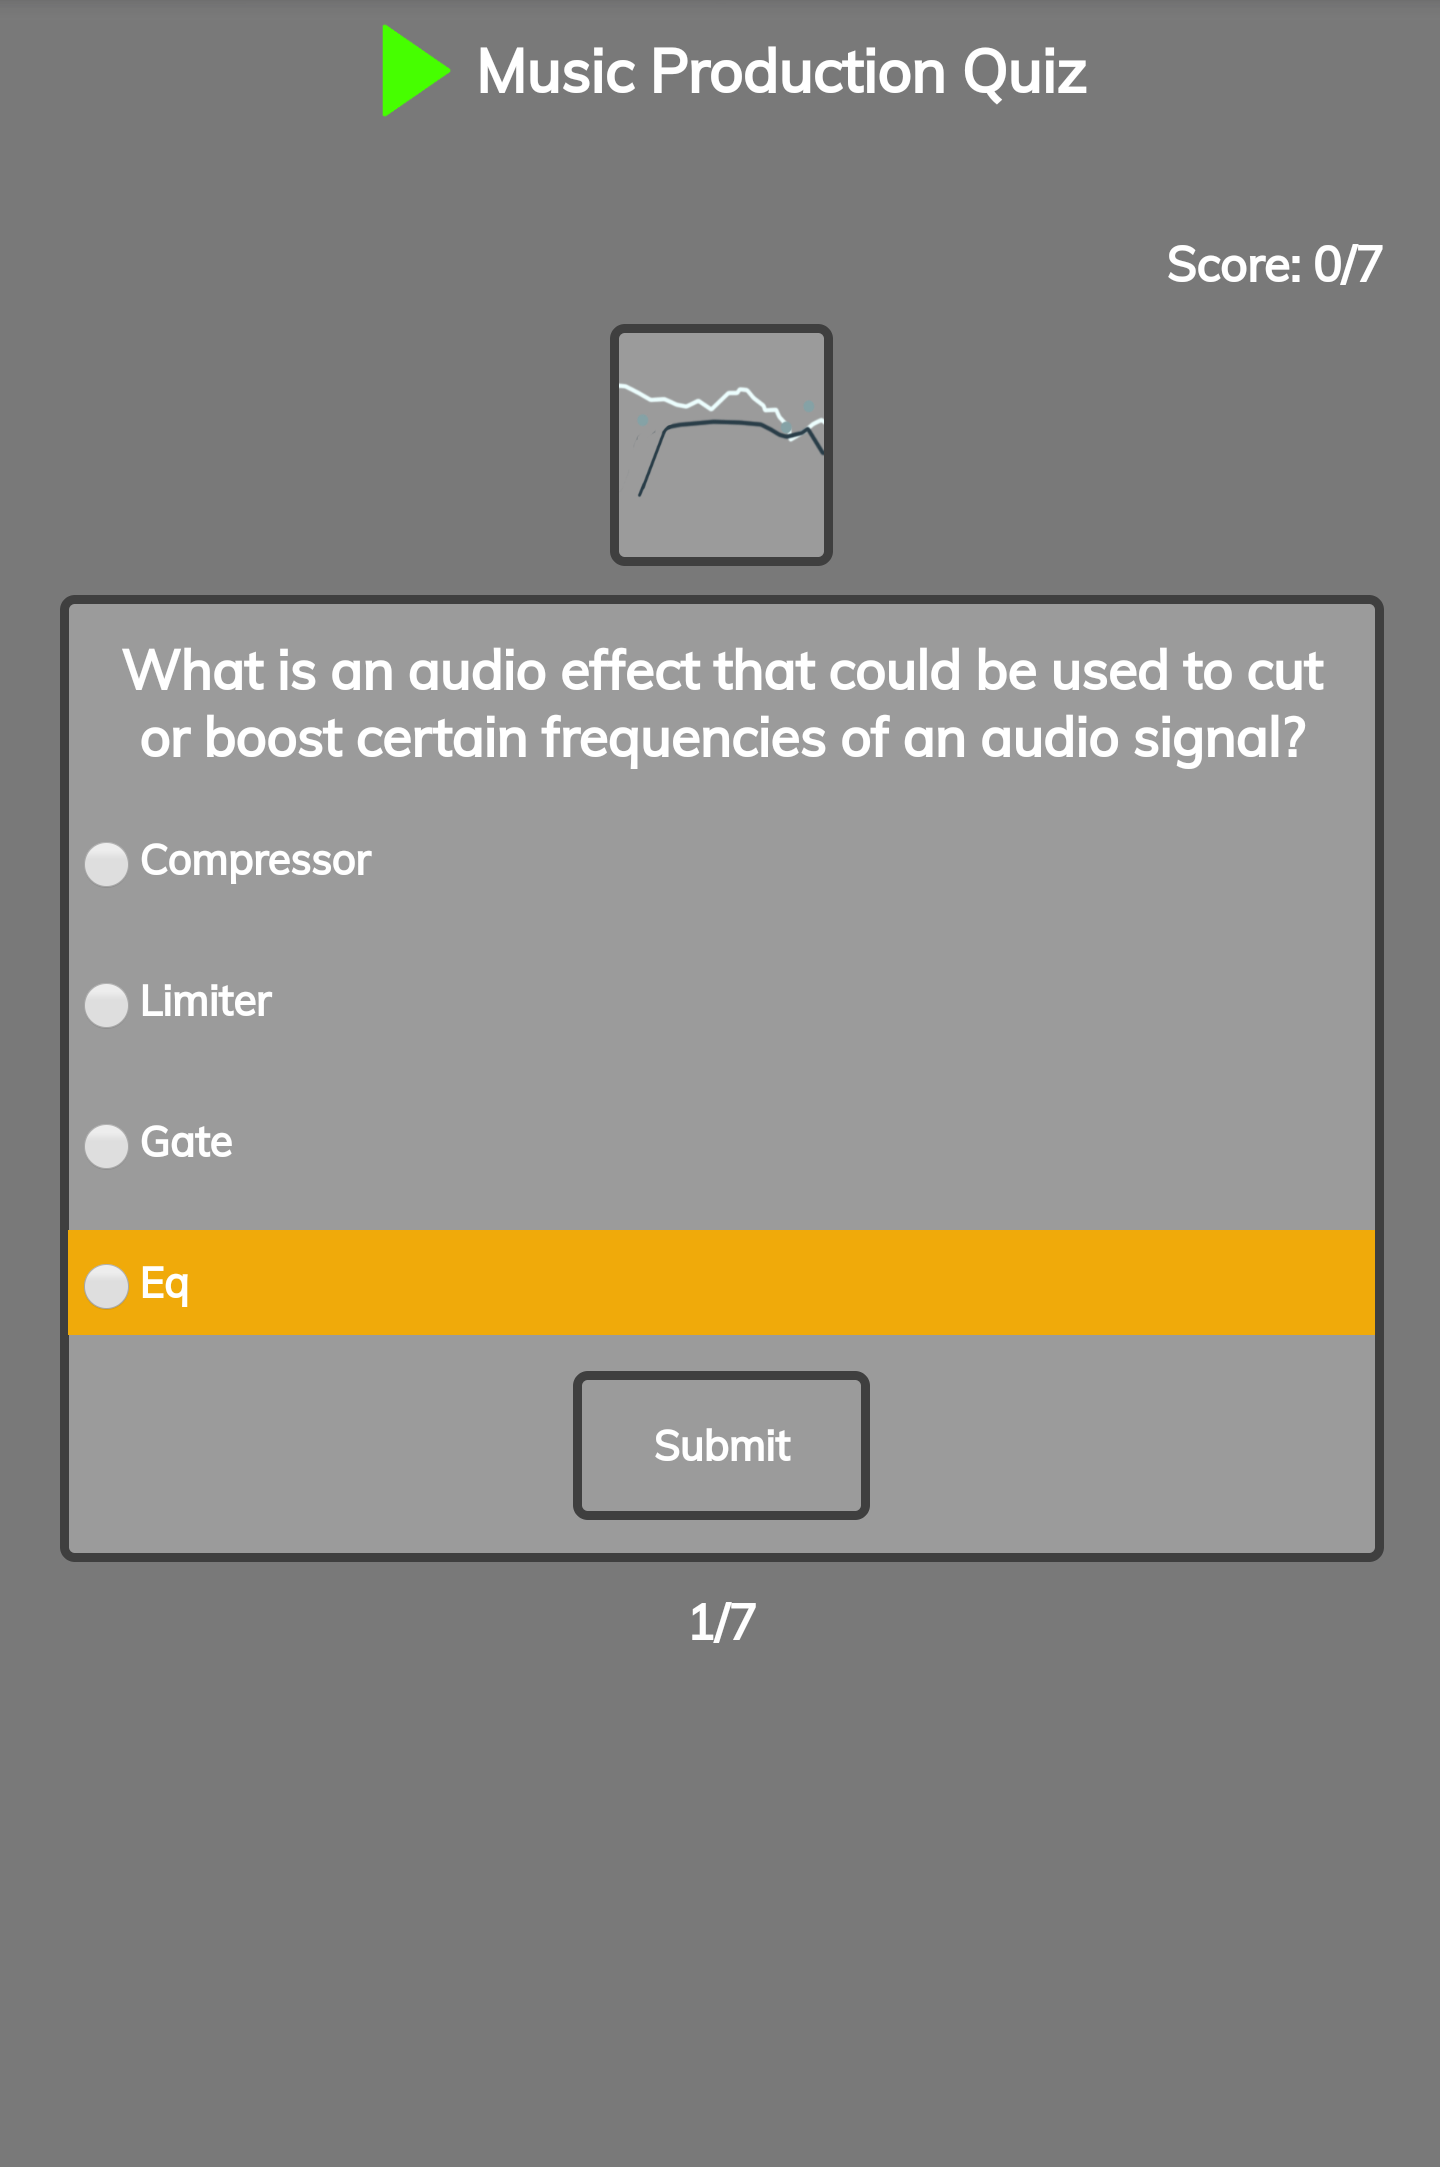 Music Production Quiz
Score: 0/7
What is an audio effect that could be used to cut
or boost certain frequencies of an audio signal?
Compressor
Limiter
Gate
Eq
Submit
1/7